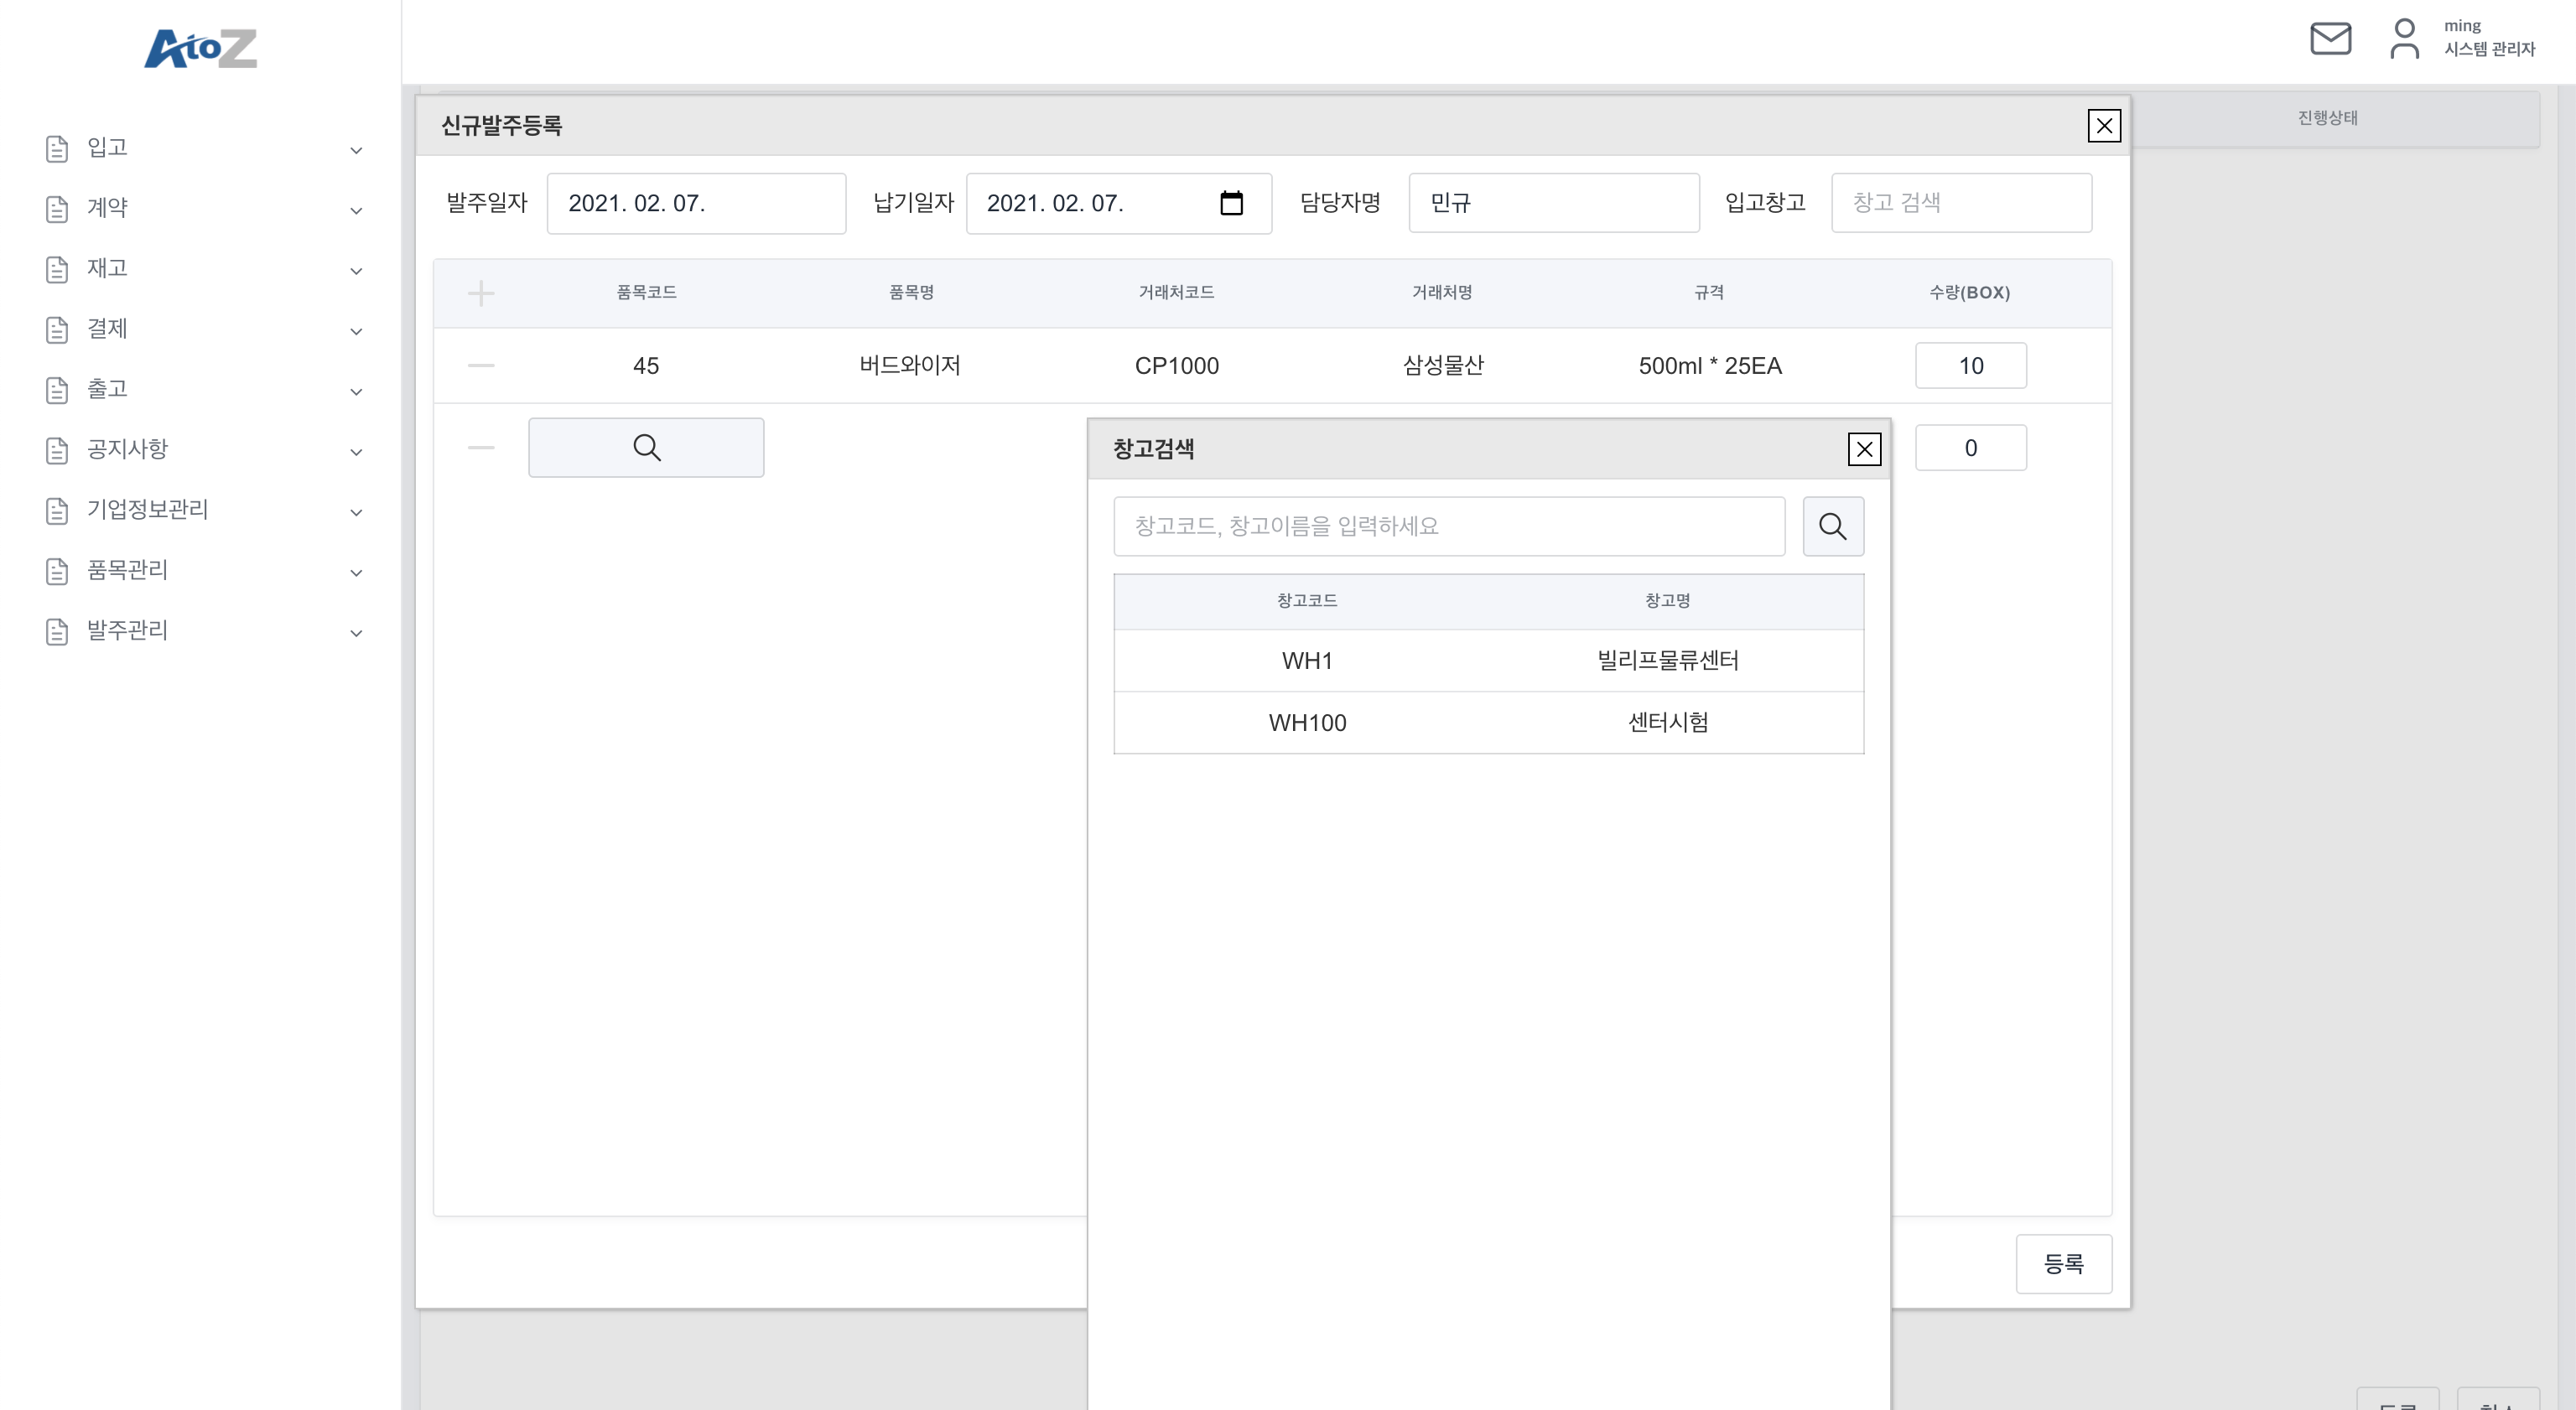 AtoZ
ming
시스템 관리자
입고
계약
재고
결제
출고
공지사항
기업정보관리
품목관리
발주관리
진행상태
신규발주등록
발주일자 2021. 02. 07. 납기일자 2021. 02. 07. 담당자명 민규 입고창고 창고 검색
품목코드 품목명 거래처코드 거래처명 규격 수량(BOX)
45 버드와이저 CP1000 삼성물산 500ml * 25EA 10
0
창고검색
창고코드, 창고이름을 입력하세요
창고코드 창고명
WH1 빌리프물류센터
WH100 센터시험
등록